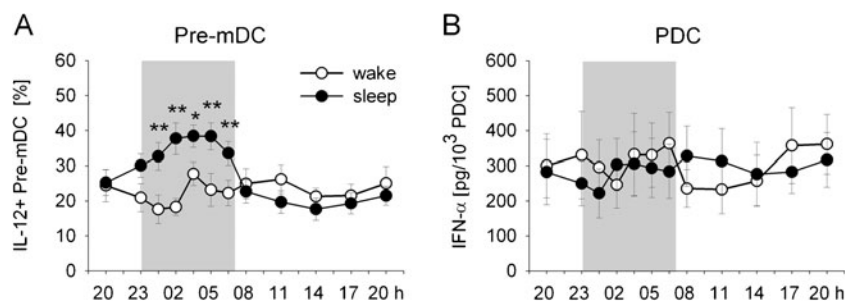 A
Pre-mDC
IL-12+ Pre-mDC [%]
60
50
40
30
20
10
0
wake
sleep
** ** * ** **
20 23 02 05 08 11 14 17 20 h
B
PDC
IFN-α [pg/10³ PDC]
600
500
400
300
200
100
0
20 23 02 05 08 11 14 17 20 h